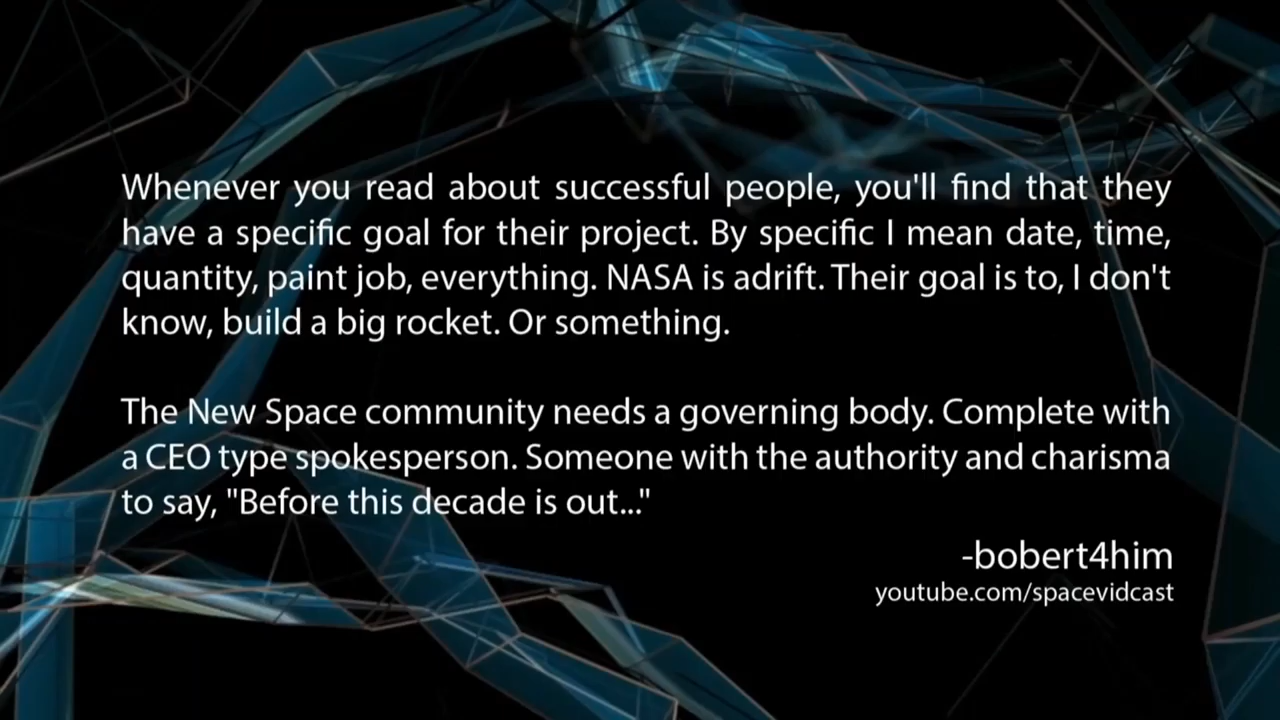 Whenever you read about successful people, you'll find that they
have a specific goal for their project. By specific I mean date, time,
quantity, paint job, everything. NASA is adrift. Their goal is to, I don't
know, build a big rocket. Or something.
The New Space community needs a governing body. Complete with
a CEO type spokesperson. Someone with the authority and charisma
to say, "Before this decade is out..."
-bobert4him
youtube.com/spacevidcast